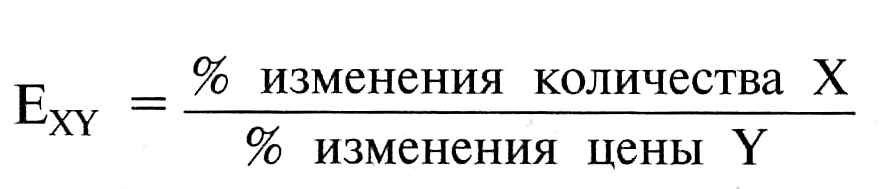 % изменения количества X
E_XY =
% изменения цены Y